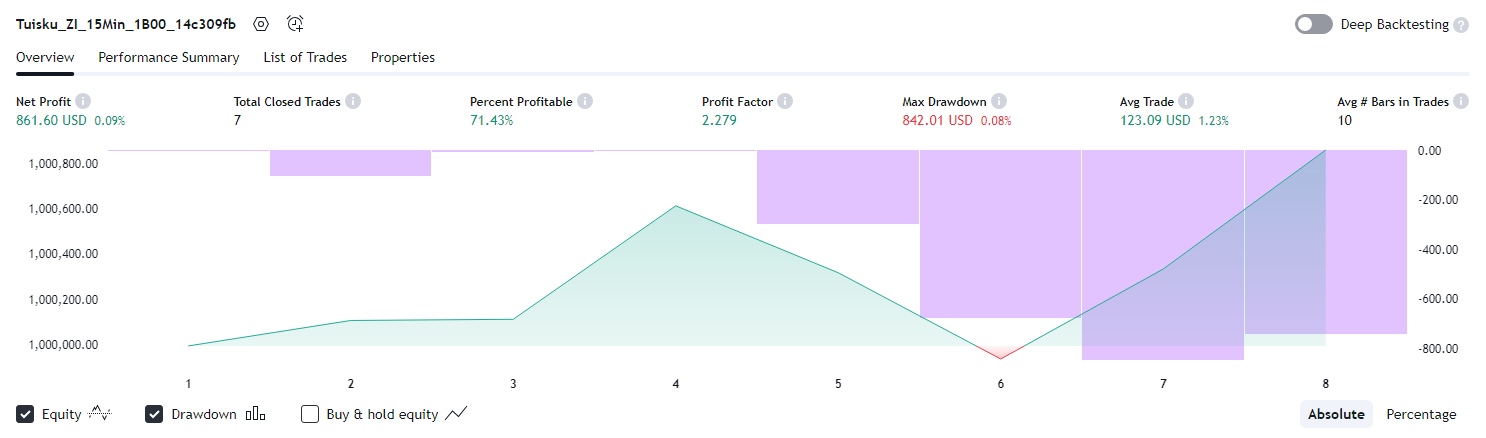 Tuisku_ZI_15Min_1B00_14c309fb Deep Backtesting ?
Overview Performance Summary List of Trades Properties
Net Profit i Total Closed Trades i Percent Profitable i Profit Factor i Max Drawdown i Avg Trade i Avg # Bars in Trades i
861.60 USD 0.09% 7 71.43% 2.279 842.01 USD 0.08% 123.09 USD 1.23% 10
1,000,800.00 0.00
1,000,600.00 -200.00
1,000,400.00 -400.00
1,000,200.00 -600.00
1,000,000.00 -800.00
1 2 3 4 5 6 7 8
Equity Drawdown Buy & hold equity Absolute Percentage